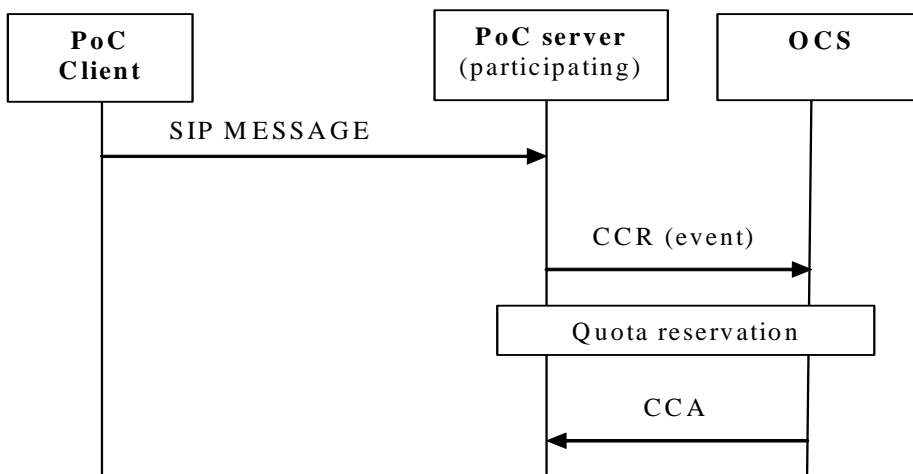 PoC
Client
PoC server
(participating)
OCS
SIP MESSAGE
CCR (event)
Quota reservation
CCA